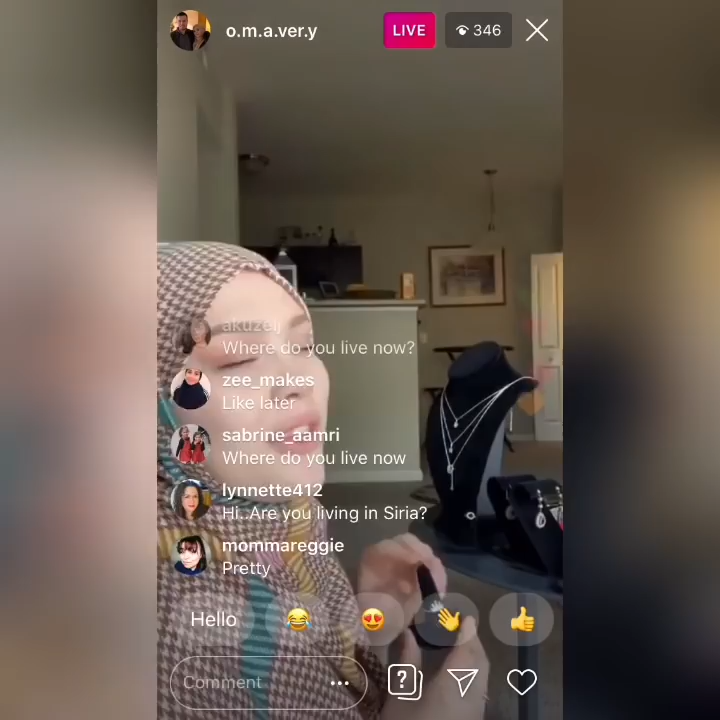 o.m.a.ver.y
LIVE
346
akuzeij
Where do you live now?
zee_makes
Like later
sabrine_aamri
Where do you live now
lynnette412
Hi..Are you living in Siria?
mommareggie
Pretty
Hello
Comment
?